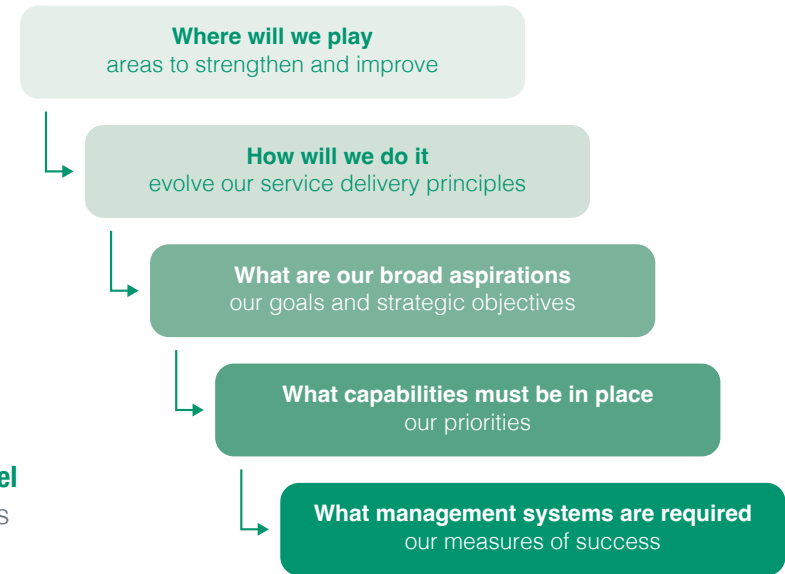 Where will we play
areas to strengthen and improve
How will we do it
evolve our service delivery principles
What are our broad aspirations
our goals and strategic objectives
What capabilities must be in place
our priorities
el
s
What management systems are required
our measures of success